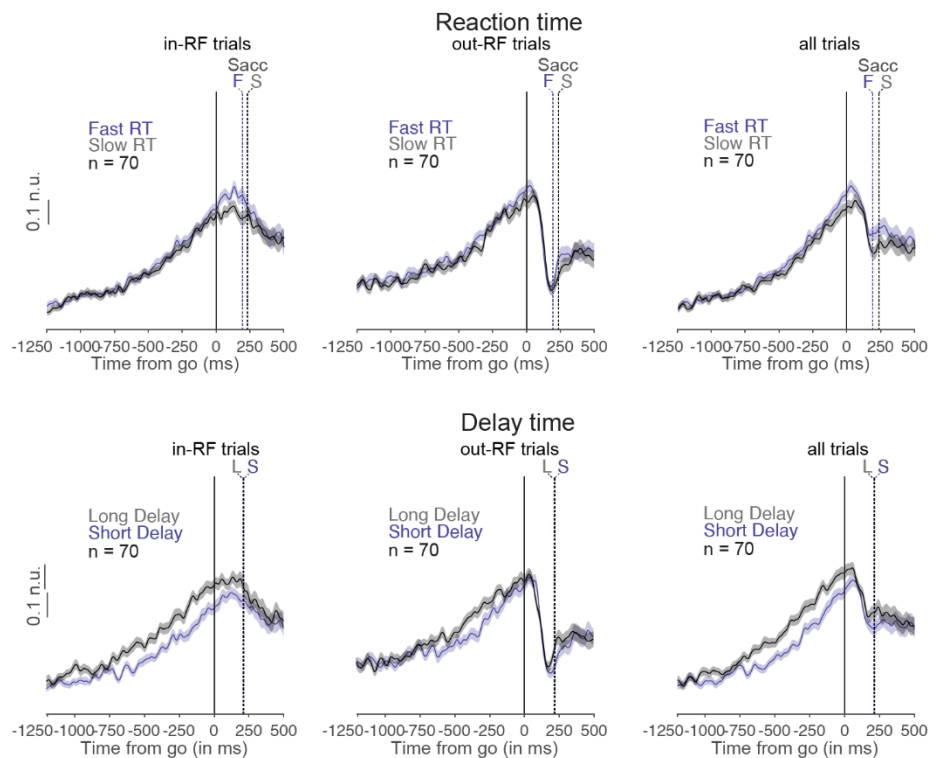 Reaction time
in-RF trials
out-RF trials
all trials
Sacc
F S
Sacc
F S
Sacc
F S
Fast RT
Slow RT
n = 70
Fast RT
Slow RT
n = 70
Fast RT
Slow RT
n = 70
0.1 n.u.
-1250 -1000 -750 -500 -250 0 250 500
-1250 -1000 -750 -500 -250 0 250 500
-1250 -1000 -750 -500 -250 0 250 500
Time from go (ms)
Time from go (ms)
Time from go (ms)
Delay time
in-RF trials
out-RF trials
all trials
L S
L S
L S
Long Delay
Short Delay
n = 70
Long Delay
Short Delay
n = 70
Long Delay
Short Delay
n = 70
0.1 n.u.
-1250 -1000 -750 -500 -250 0 250 500
-1250 -1000 -750 -500 -250 0 250 500
-1250 -1000 -750 -500 -250 0 250 500
Time from go (in ms)
Time from go (in ms)
Time from go (in ms)